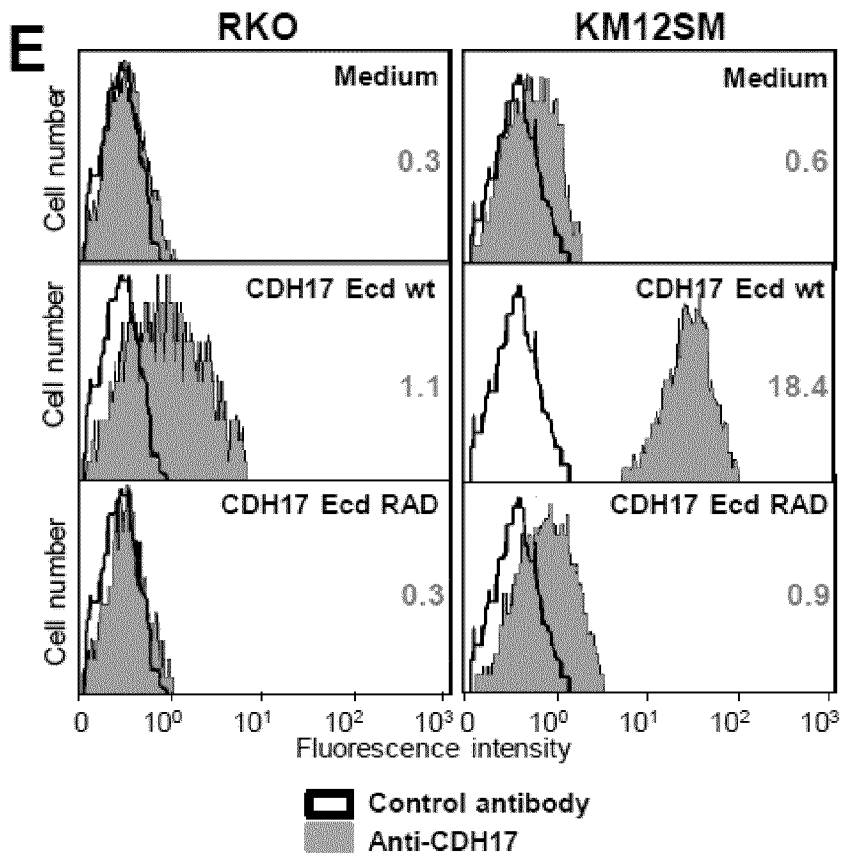 E
RKO
KM12SM
Cell number
Medium
0.3
Medium
0.6
Cell number
CDH17 Ecd wt
1.1
CDH17 Ecd wt
18.4
Cell number
CDH17 Ecd RAD
0.3
CDH17 Ecd RAD
0.9
0 10⁰ 10¹ 10² 10³ 0 10⁰ 10¹ 10² 10³
Fluorescence intensity
Control antibody
Anti-CDH17